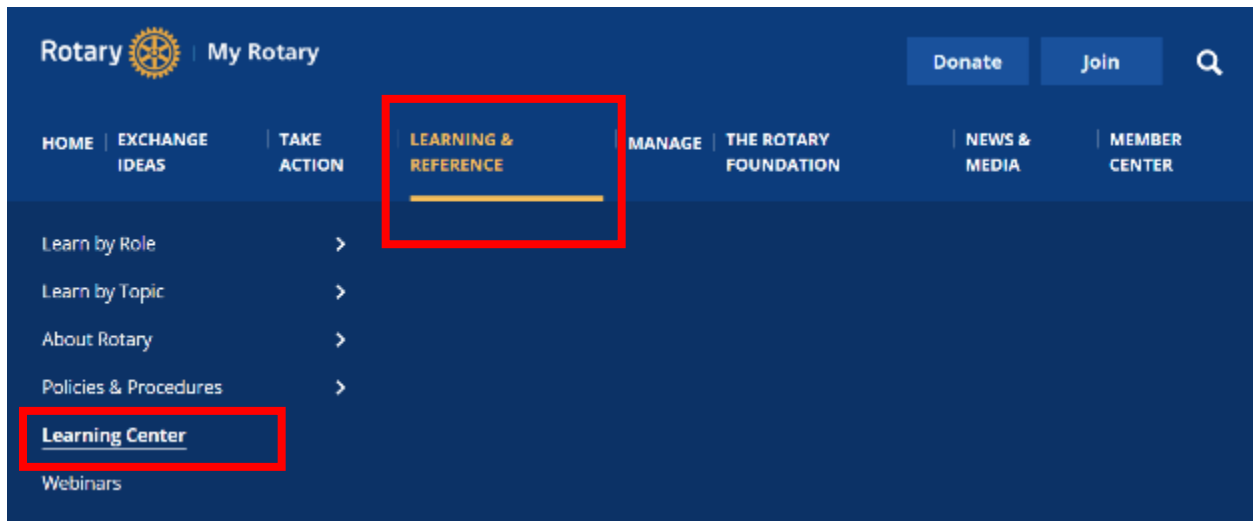 Rotary | My Rotary
Donate Join
HOME | EXCHANGE IDEAS | TAKE ACTION | LEARNING & REFERENCE | MANAGE | THE ROTARY FOUNDATION | NEWS & MEDIA | MEMBER CENTER
Learn by Role
Learn by Topic
About Rotary
Policies & Procedures
Learning Center
Webinars